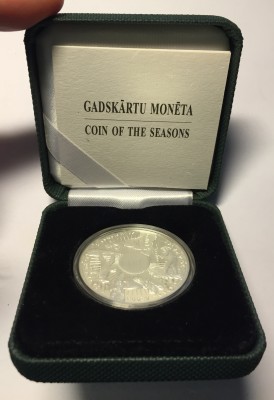 GADSKĀRTU MONĒTA
COIN OF THE SEASONS